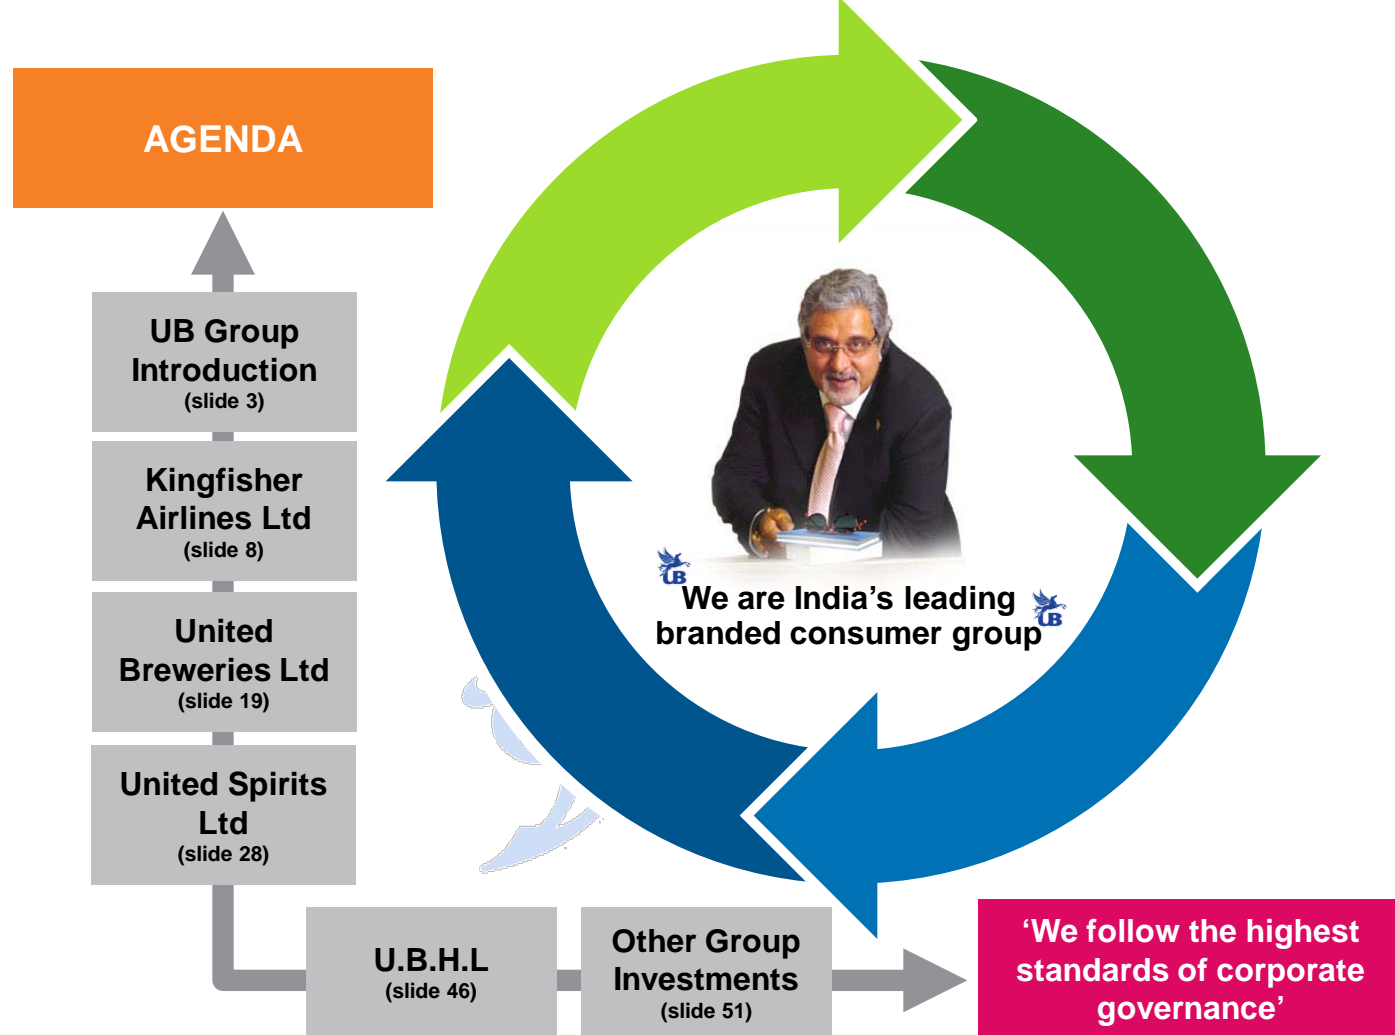 AGENDA
UB Group
Introduction
(slide 3)
Kingfisher
Airlines Ltd
(slide 8)
United
Breweries Ltd
(slide 19)
United Spirits
Ltd
(slide 28)
U.B.H.L
(slide 46)
Other Group
Investments
(slide 51)
UB
We are India’s leading
branded consumer group
UB
‘We follow the highest
standards of corporate
governance’